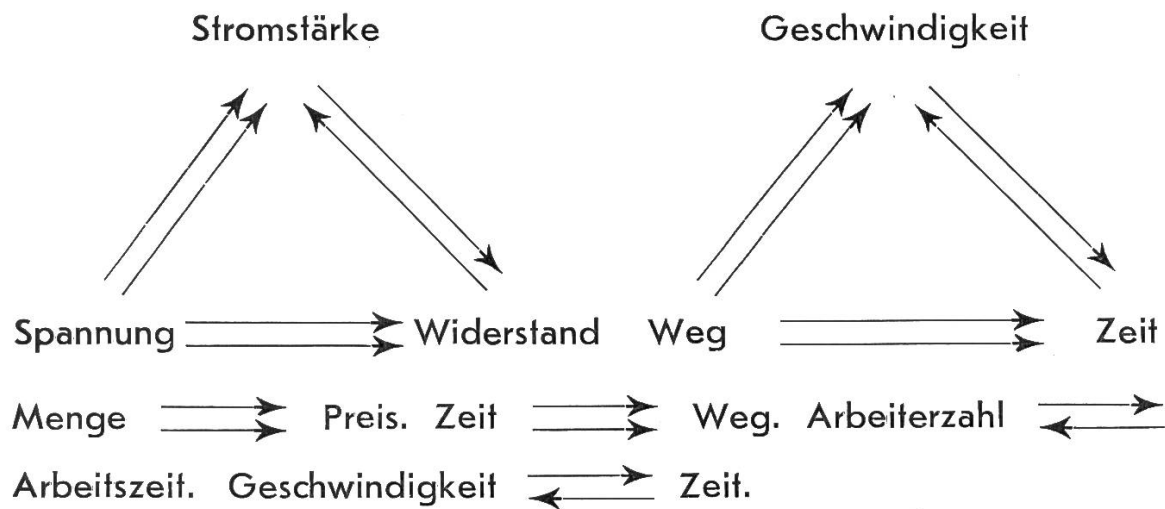 Stromstärke Geschwindigkeit
Spannung Widerstand Weg Zeit
Menge Preis. Zeit Weg. Arbeiterzahl
Arbeitszeit. Geschwindigkeit Zeit.